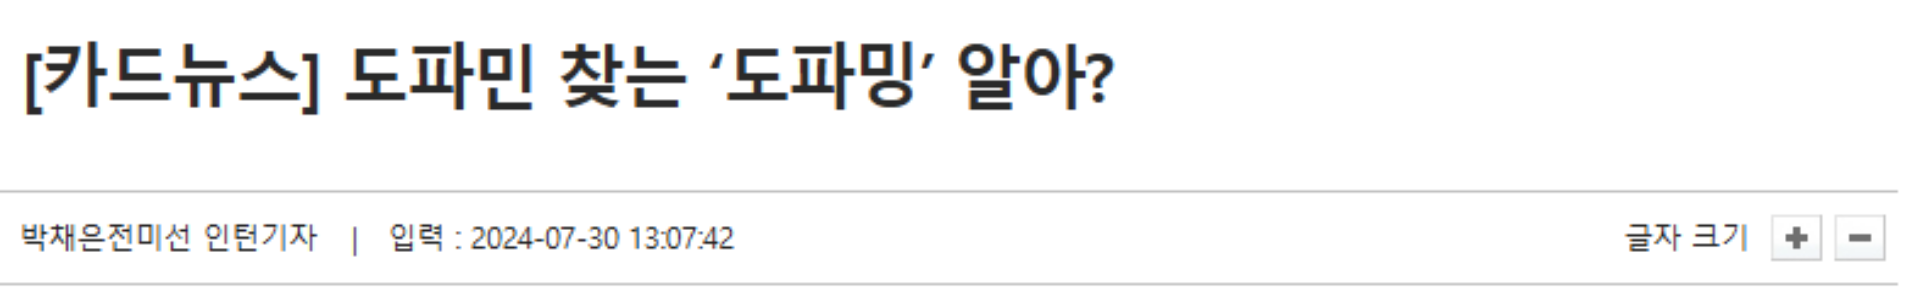 [카드뉴스] 도파민 찾는 ‘도파밍’ 알아?
박채은전미선 인턴기자 | 입력 : 2024-07-30 13:07:42 글자 크기 + −